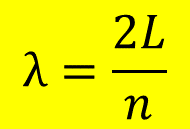 λ = 2L/n